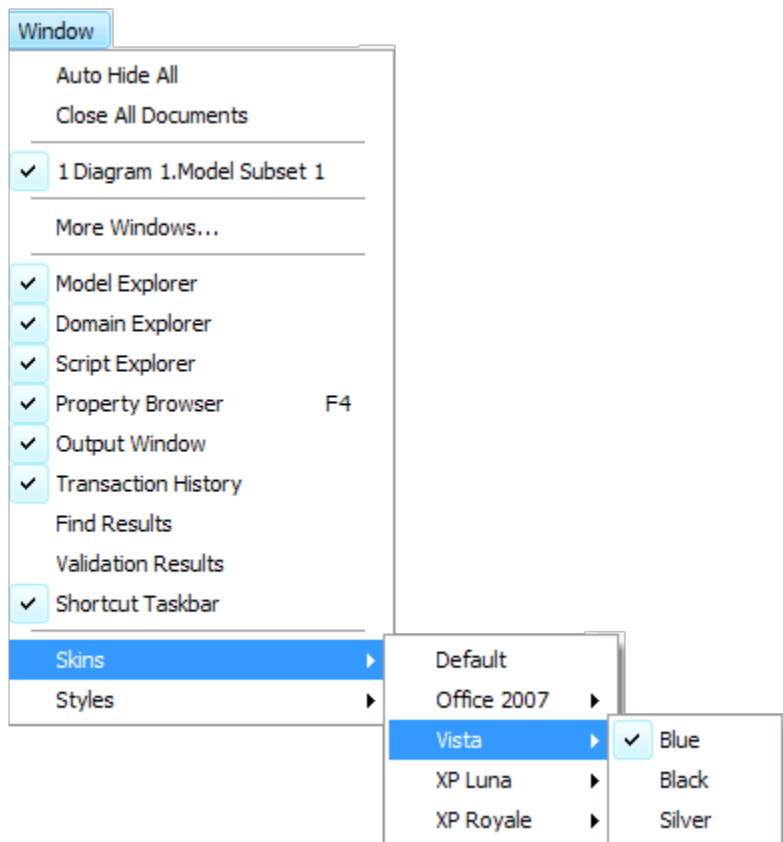 Window
Auto Hide All
Close All Documents
1 Diagram 1.Model Subset 1
More Windows...
Model Explorer
Domain Explorer
Script Explorer
Property Browser F4
Output Window
Transaction History
Find Results
Validation Results
Shortcut Taskbar
Skins
Styles
Default
Office 2007
Vista
XP Luna
XP Royale
Blue
Black
Silver